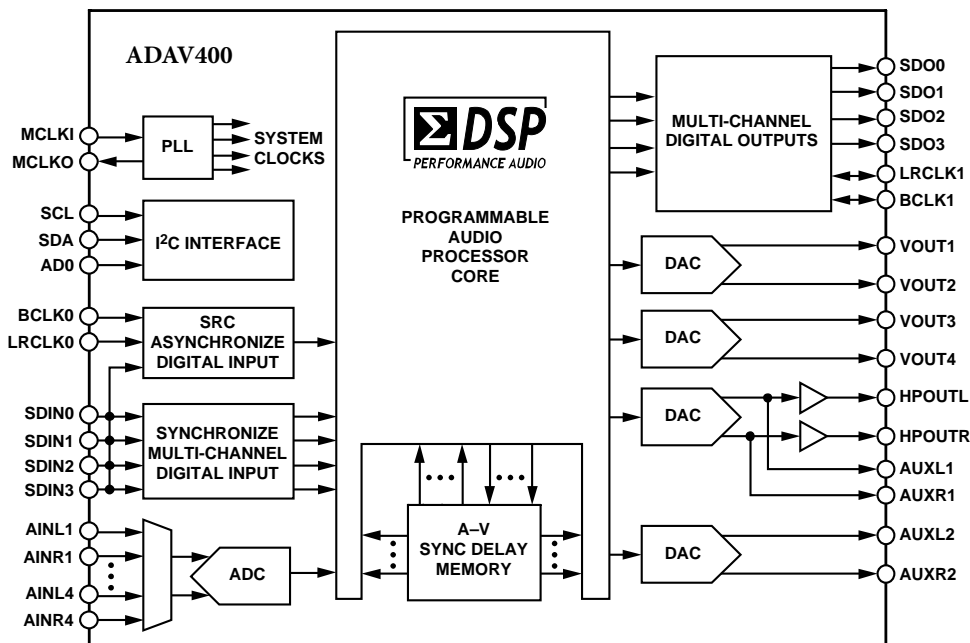 ADAV400
MCLKI
MCLKO
PLL
SYSTEM
CLOCKS
SCL
SDA
AD0
I²C INTERFACE
BCLK0
LRCLK0
SRC
ASYNCHRONIZE
DIGITAL INPUT
SDIN0
SDIN1
SDIN2
SDIN3
SYNCHRONIZE
MULTI-CHANNEL
DIGITAL INPUT
AINL1
AINR1
AINL4
AINR4
ADC
ΣDSP
PERFORMANCE AUDIO
PROGRAMMABLE
AUDIO
PROCESSOR
CORE
A–V
SYNC DELAY
MEMORY
MULTI-CHANNEL
DIGITAL OUTPUTS
SDO0
SDO1
SDO2
SDO3
LRCLK1
BCLK1
DAC
VOUT1
VOUT2
DAC
VOUT3
VOUT4
DAC
HPOUTL
HPOUTR
AUXL1
AUXR1
DAC
AUXL2
AUXR2